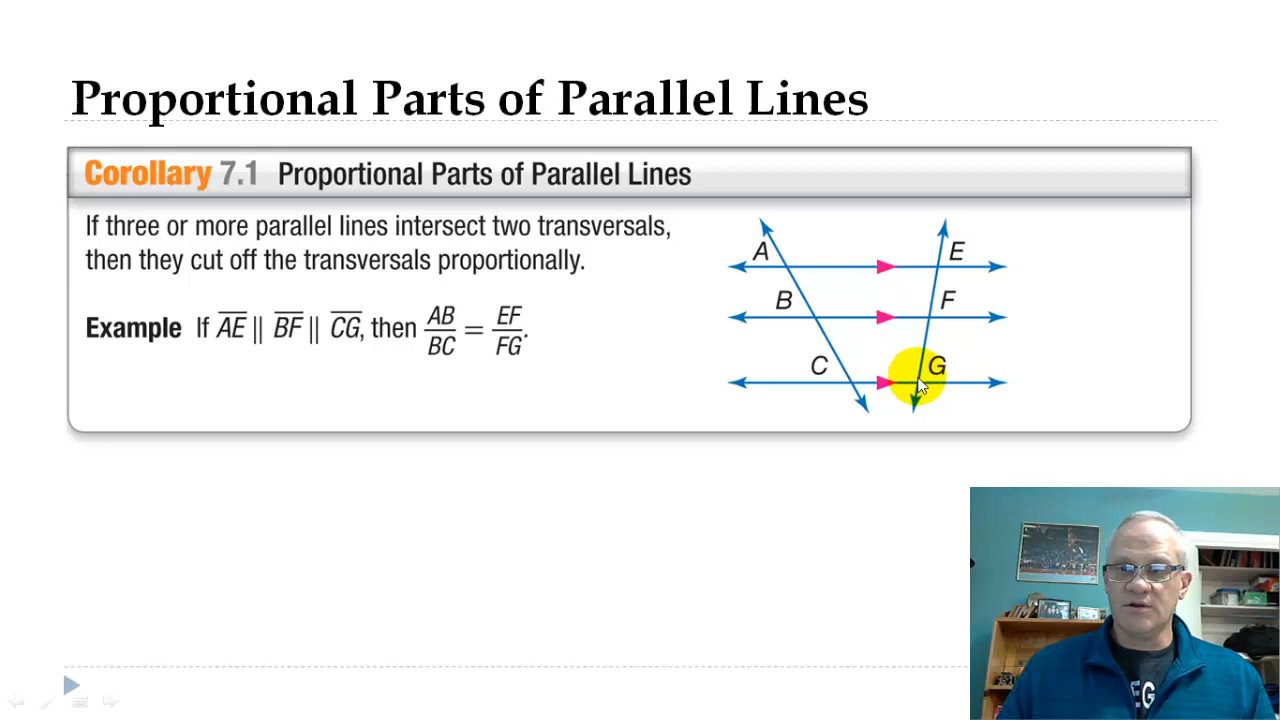 Proportional Parts of Parallel Lines
Corollary 7.1 Proportional Parts of Parallel Lines
If three or more parallel lines intersect two transversals,
then they cut off the transversals proportionally.
Example If AE || BF || CG, then AB/BC = EF/FG.
A
E
B
F
C
G
EG